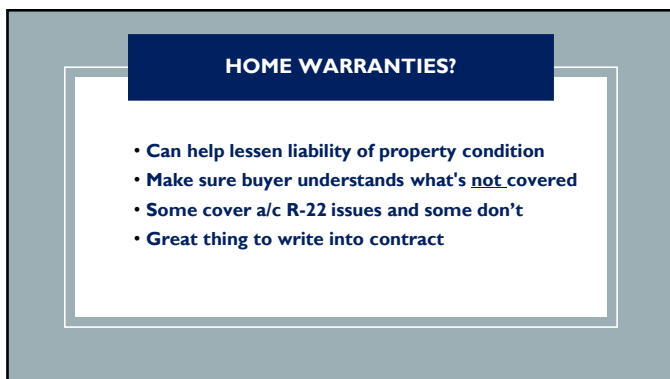 HOME WARRANTIES?
• Can help lessen liability of property condition
• Make sure buyer understands what's not covered
• Some cover a/c R-22 issues and some don’t
• Great thing to write into contract